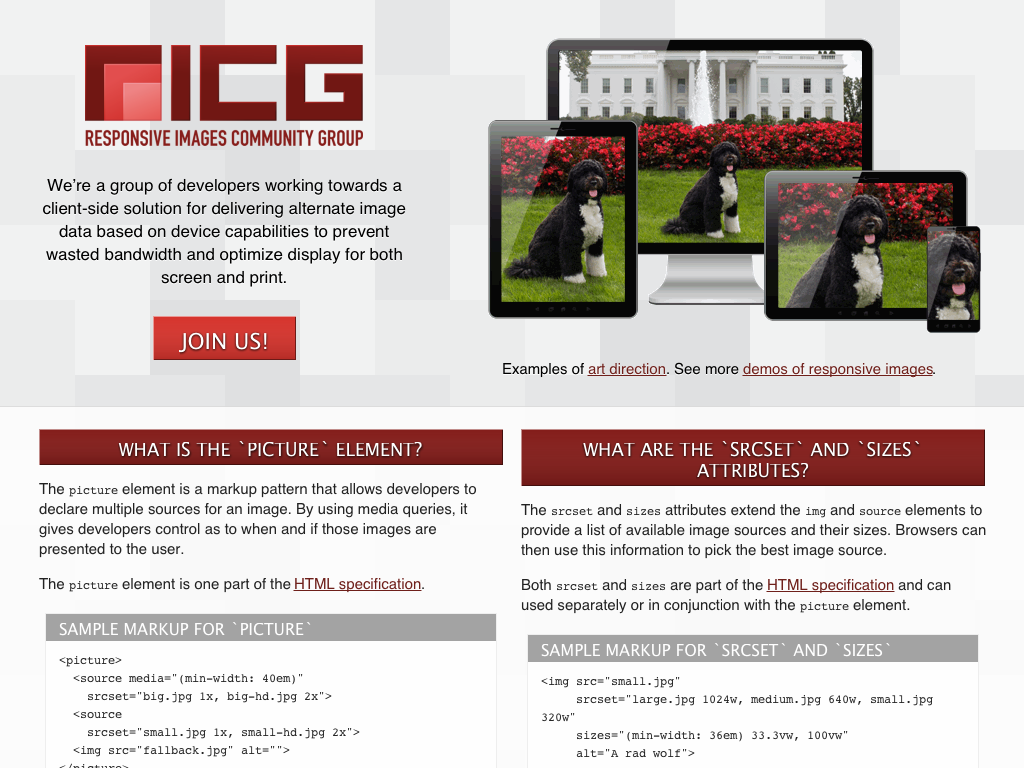 RICG
RESPONSIVE IMAGES COMMUNITY GROUP
We're a group of developers working towards a
client-side solution for delivering alternate image
data based on device capabilities to prevent
wasted bandwidth and optimize display for both
screen and print.
JOIN US!
Examples of art direction. See more demos of responsive images.
WHAT IS THE `PICTURE` ELEMENT?
The picture element is a markup pattern that allows developers to
declare multiple sources for an image. By using media queries, it
gives developers control as to when and if those images are
presented to the user.
The picture element is one part of the HTML specification.
SAMPLE MARKUP FOR `PICTURE`
<picture>
  <source media="(min-width: 40em)"
    srcset="big.jpg 1x, big-hd.jpg 2x">
  <source
    srcset="small.jpg 1x, small-hd.jpg 2x">
  <img src="fallback.jpg" alt="">
</picture>
WHAT ARE THE `SRCSET` AND `SIZES`
ATTRIBUTES?
The srcset and sizes attributes extend the img and source elements to
provide a list of available image sources and their sizes. Browsers can
then use this information to pick the best image source.
Both srcset and sizes are part of the HTML specification and can
used separately or in conjunction with the picture element.
SAMPLE MARKUP FOR `SRCSET` AND `SIZES`
<img src="small.jpg"
     srcset="large.jpg 1024w, medium.jpg 640w, small.jpg
320w"
     sizes="(min-width: 36em) 33.3vw, 100vw"
     alt="A rad wolf">